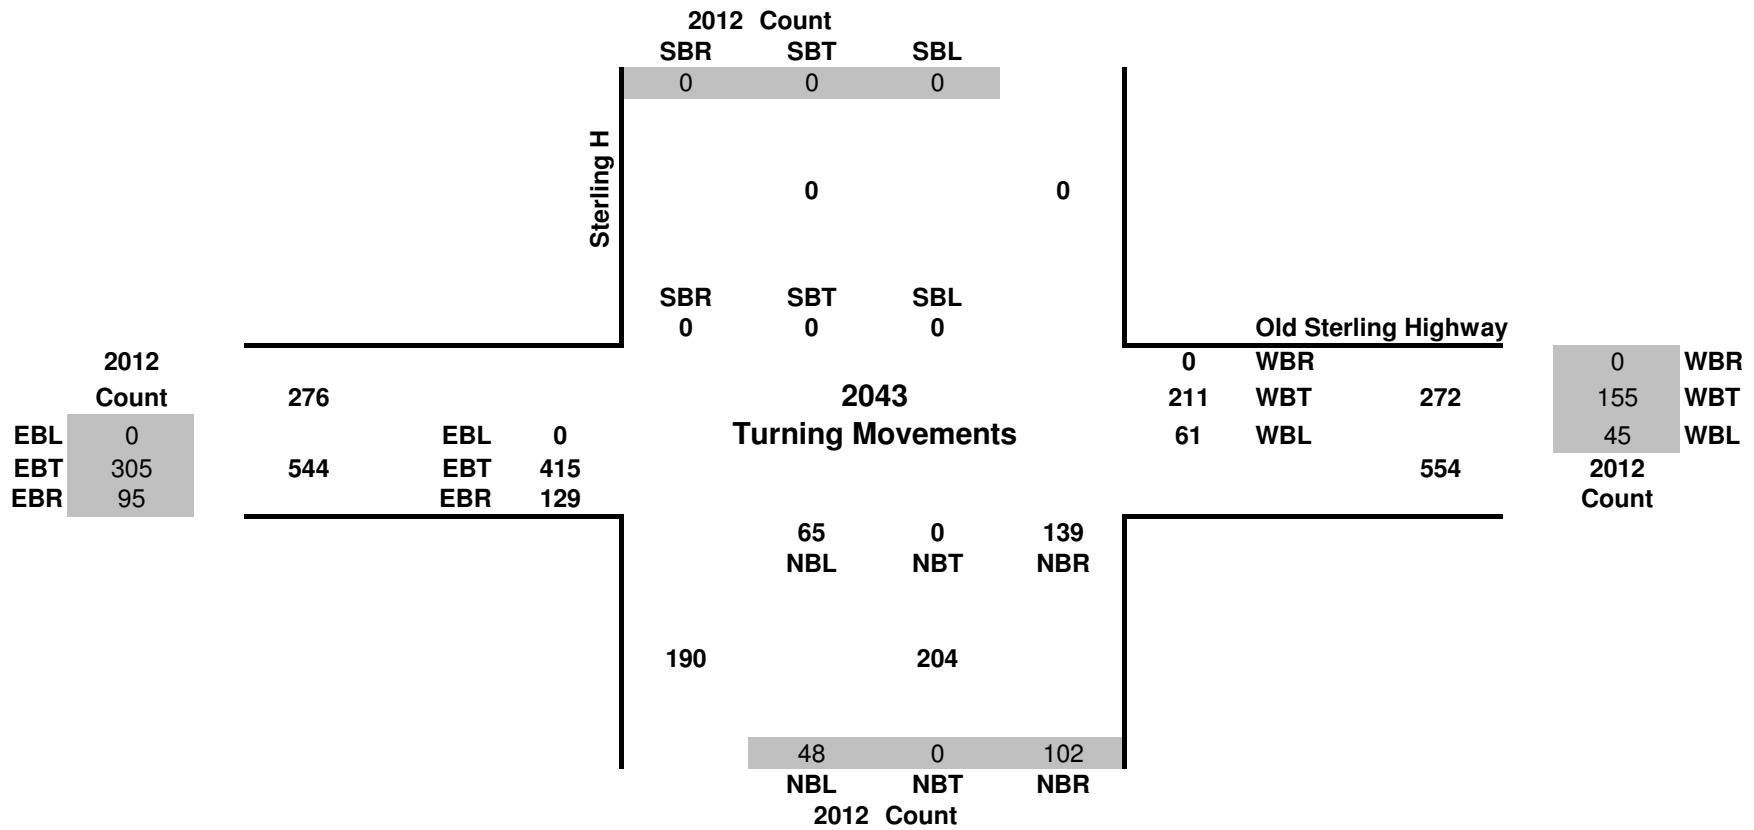 2012 Count
SBR SBT SBL
0 0 0
Sterling H
0 0
SBR SBT SBL
0 0 0
Old Sterling Highway
2012 0 WBR 0 WBR
Count 276 2043 211 WBT 272 155 WBT
EBL 0 EBL 0 Turning Movements 61 WBL 45 WBL
EBT 305 544 EBT 415 554 2012
EBR 95 EBR 129 Count
65 0 139
NBL NBT NBR
190 204
48 0 102
NBL NBT NBR
2012 Count